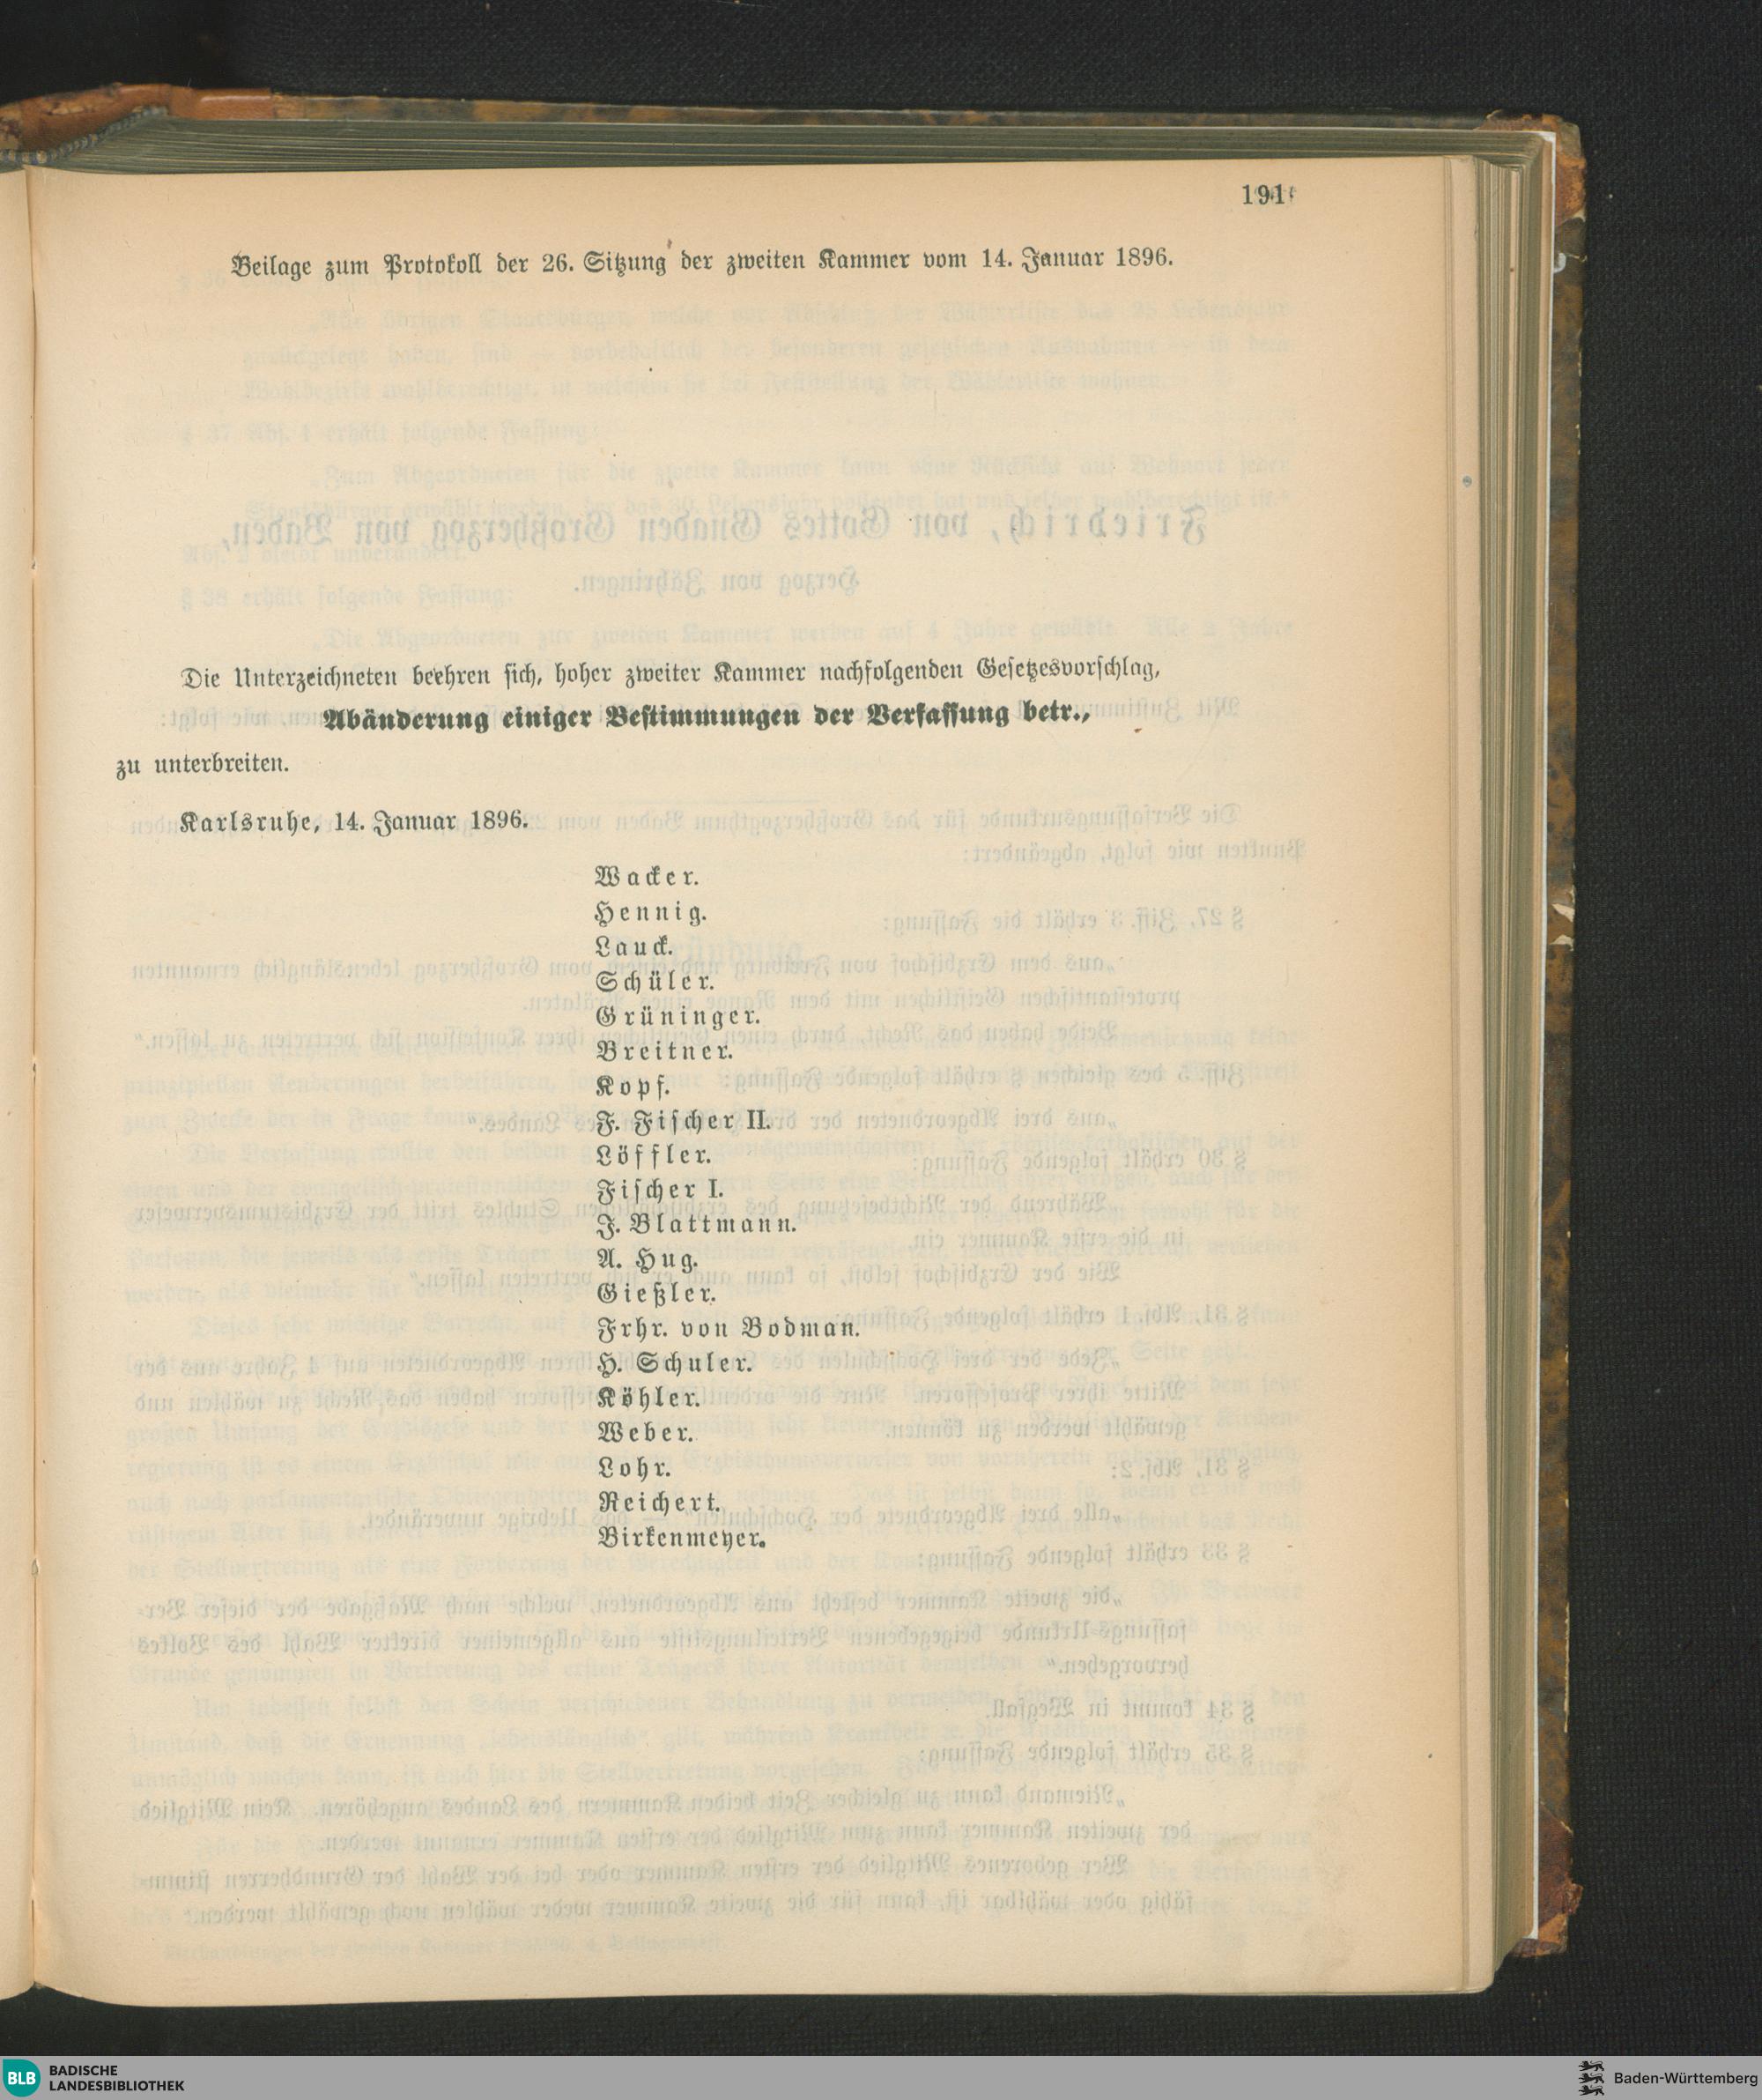 191
Beilage zum Protokoll der 26. Sitzung der zweiten Kammer vom 14. Januar 1896.
Die Unterzeichneten beehren sich, hoher zweiter Kammer nachfolgenden Gesetzesvorschlag,
Abänderung einiger Bestimmungen der Verfassung betr.,
zu unterbreiten.
Karlsruhe, 14. Januar 1896.
Wacker.
Hennig.
Lauck.
Schüler.
Grüninger.
Breitner.
Kopf.
F. Fischer II.
Löffler.
Fischer I.
J. Blattmann.
A. Hug.
Gießler.
Frhr. von Bodman.
H. Schuler.
Köhler.
Weber.
Lohr.
Reichert.
Birkenmeyer.
BLB BADISCHE
LANDESBIBLIOTHEK
Baden-Württemberg